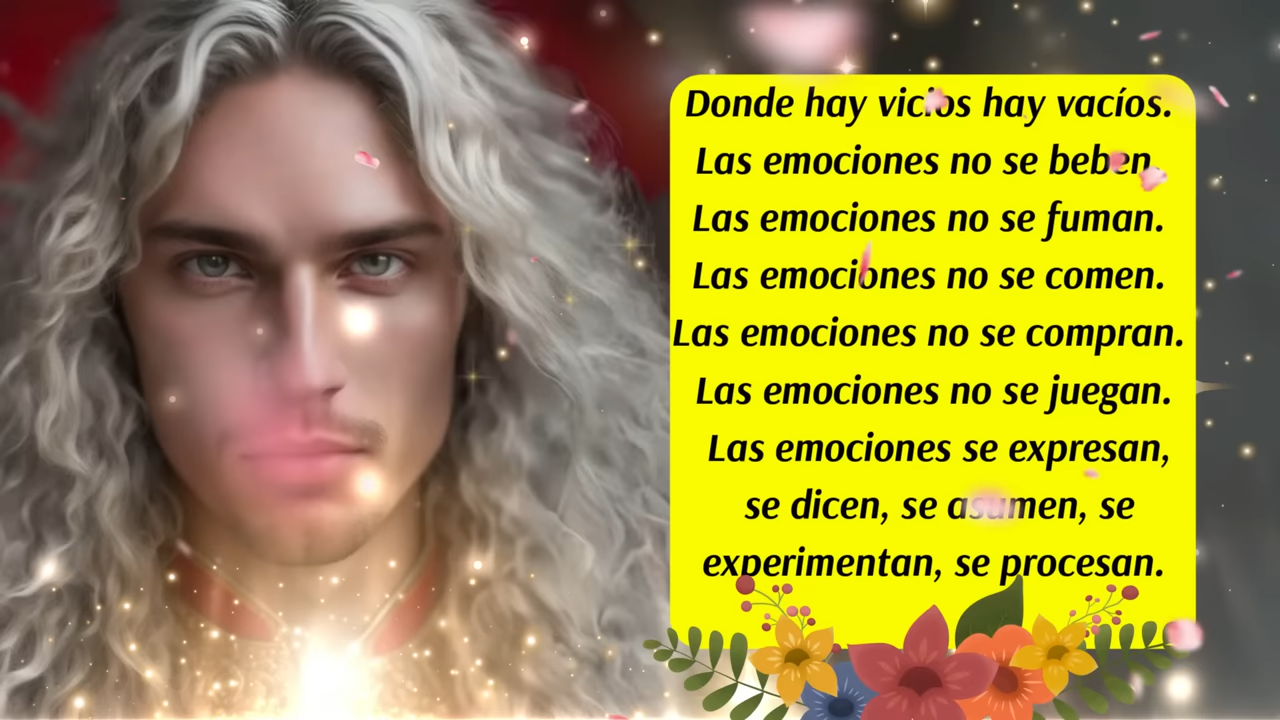 Donde hay vicios hay vacíos.
Las emociones no se beben.
Las emociones no se fuman.
Las emociones no se comen.
Las emociones no se compran.
Las emociones no se juegan.
Las emociones se expresan,
se dicen, se asumen, se
experimentan, se procesan.